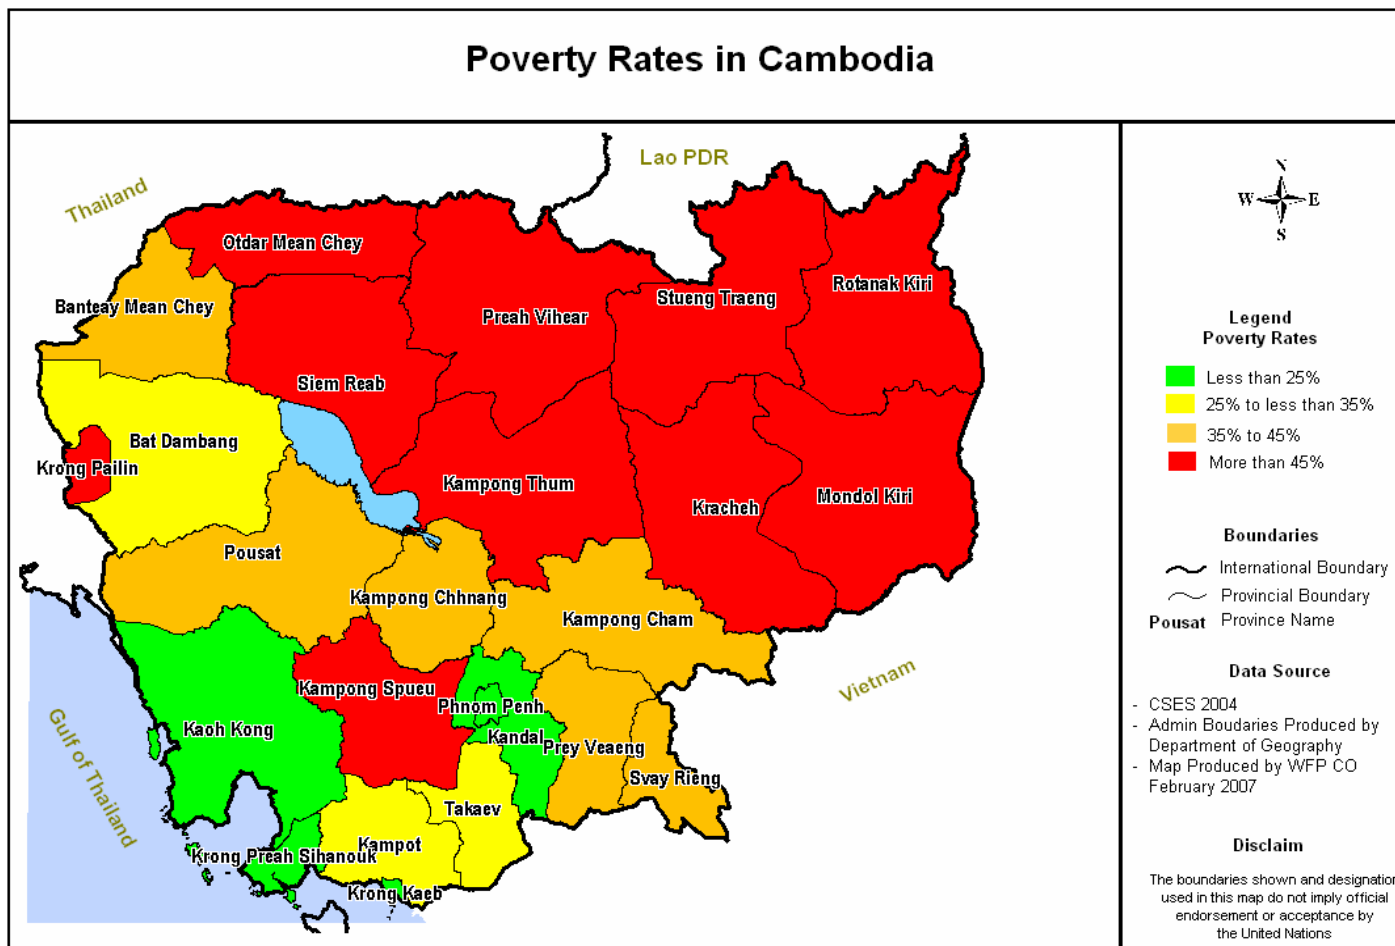 Poverty Rates in Cambodia
Lao PDR
Thailand
Otdar Mean Chey
Rotanak Kiri
Banteay Mean Chey
Stueng Traeng
Preah Vihear
Siem Reab
Bat Dambang
Krong Pailin
Kampong Thum
Mondol Kiri
Kracheh
Pousat
Kampong Chhnang
Kampong Cham
Vietnam
Kampong Spueu
Phnom Penh
Kaoh Kong
Kandal
Prey Veaeng
Gulf of Thailand
Svay Rieng
Takaev
Kampot
Krong Preah Sihanouk
Krong Kaeb
N
W E
S
Legend
Poverty Rates
Less than 25%
25% to less than 35%
35% to 45%
More than 45%
Boundaries
International Boundary
Provincial Boundary
Pousat Province Name
Data Source
- CSES 2004
- Admin Boudaries Produced by
Department of Geography
- Map Produced by WFP CO
February 2007
Disclaim
The boundaries shown and designation
used in this map do not imply official
endorsement or acceptance by
the United Nations